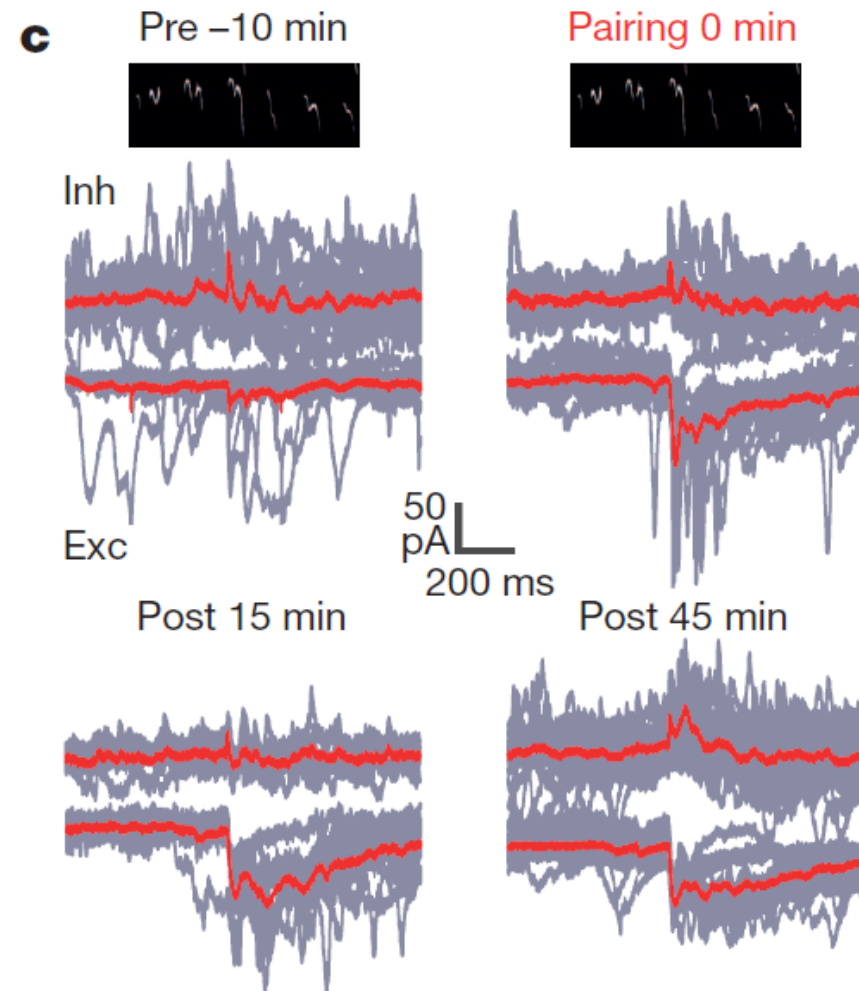 c
Pre –10 min
Pairing 0 min
Inh
Exc
50
pA
200 ms
Post 15 min
Post 45 min